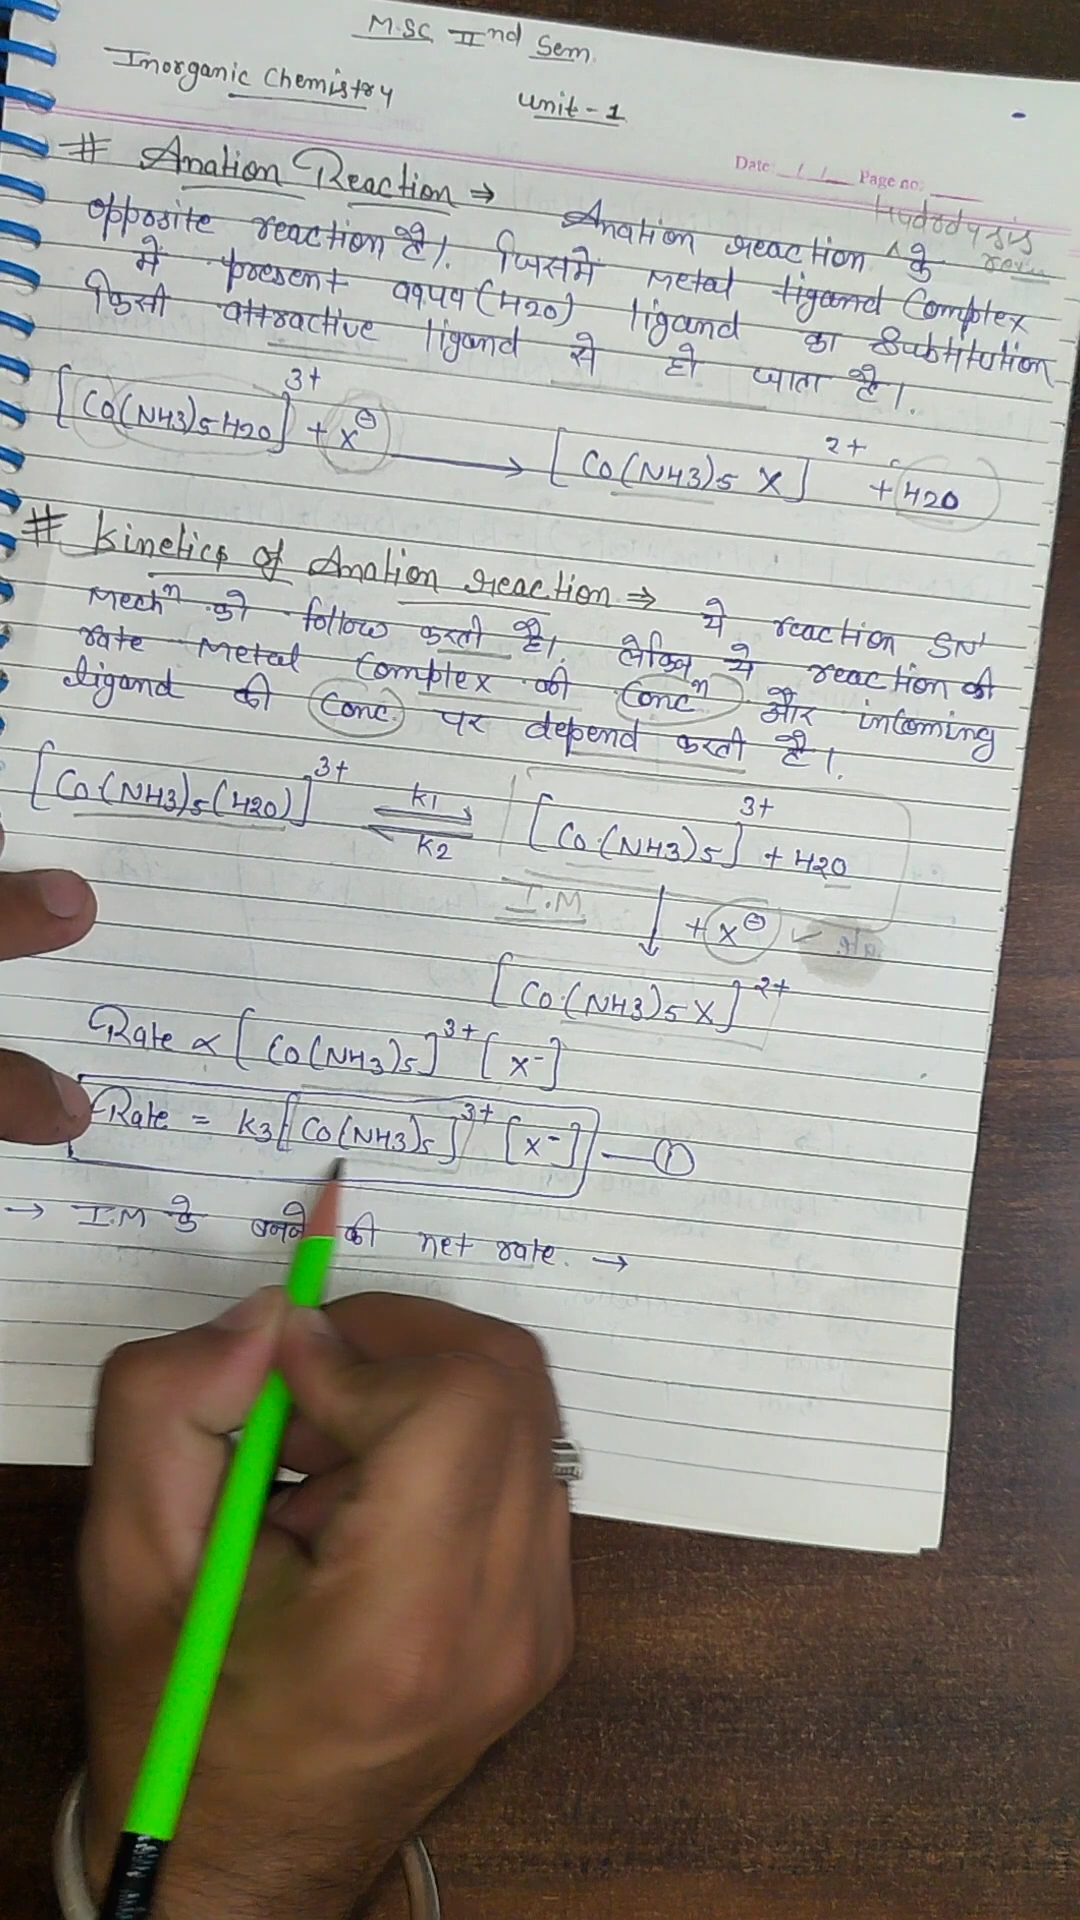 M.SC IInd Sem.
Inorganic Chemistry Unit-1
Date: / / Page no:
# Anation Reaction → Anation reaction ^ के Hydrolysis
opposite reaction है। जिसमें Metal ligand Complex
में present aqua (H2O) ligand का Substitution
किसी attractive ligand से हो जाता है।
[Co(NH3)5H2O]3+ + x⊖ ⟶ [Co(NH3)5 X]2+ + H2O
# Kinetics of Anation reaction → ये reaction SN1
Mechn को follow करती है। लेकिन ये reaction की
rate Metal Complex की Concn और incoming
ligand की Conc. पर depend करती है।
[Co(NH3)5(H2O)]3+ ⇌ k1 k2 [Co(NH3)5]3+ + H2O
I.M ↓ + x⊖
[Co(NH3)5X]2+
Rate ∝ [Co(NH3)5]3+ [x-]
Rate = k3[Co(NH3)5]3+ [x-] — ①
→ I.M के बनने की net rate. →